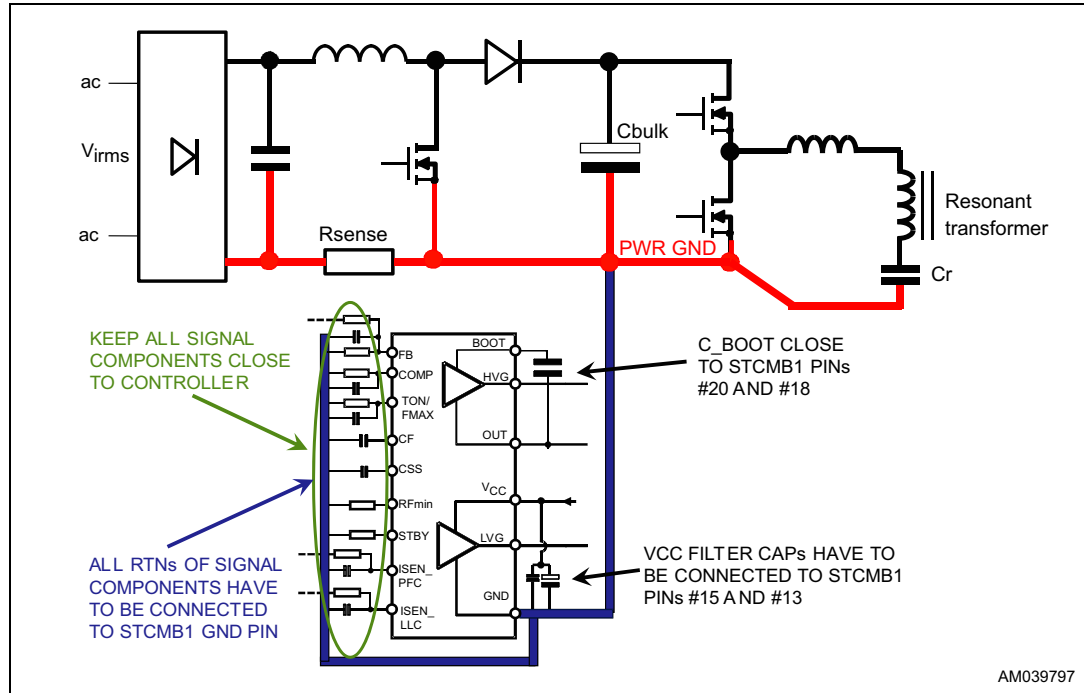 ac
Virms
ac
Rsense
Cbulk
PWR GND
Resonant
transformer
Cr
KEEP ALL SIGNAL
COMPONENTS CLOSE
TO CONTROLLER
ALL RTNs OF SIGNAL
COMPONENTS HAVE
TO BE CONNECTED
TO STCMB1 GND PIN
FB
COMP
TON/
FMAX
CF
CSS
RFmin
STBY
ISEN_
PFC
ISEN_
LLC
BOOT
HVG
OUT
VCC
LVG
GND
C_BOOT CLOSE
TO STCMB1 PINs
#20 AND #18
VCC FILTER CAPs HAVE TO
BE CONNECTED TO STCMB1
PINs #15 AND #13
AM039797